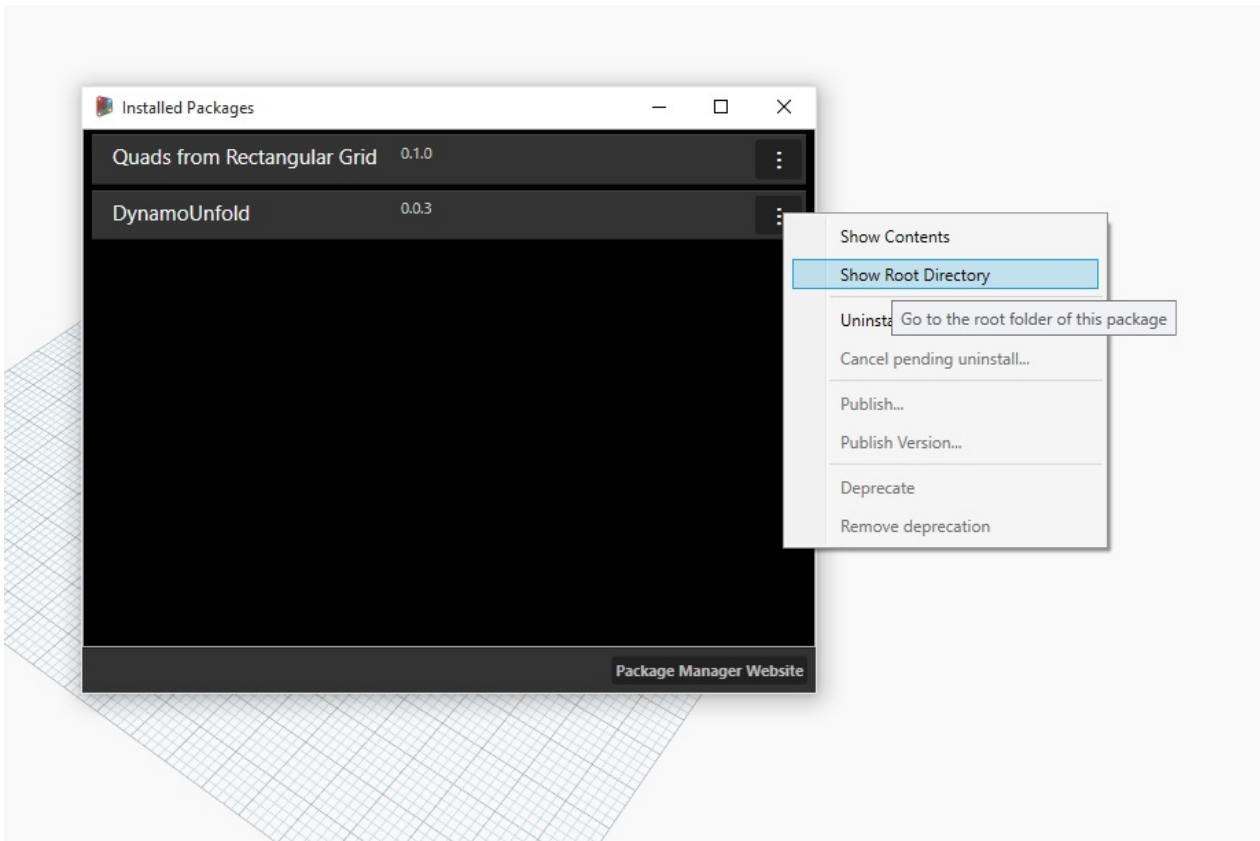 Installed Packages
Quads from Rectangular Grid 0.1.0
DynamoUnfold 0.0.3
Show Contents
Show Root Directory
Go to the root folder of this package
Cancel pending uninstall...
Publish...
Publish Version...
Deprecate
Remove deprecation
Package Manager Website